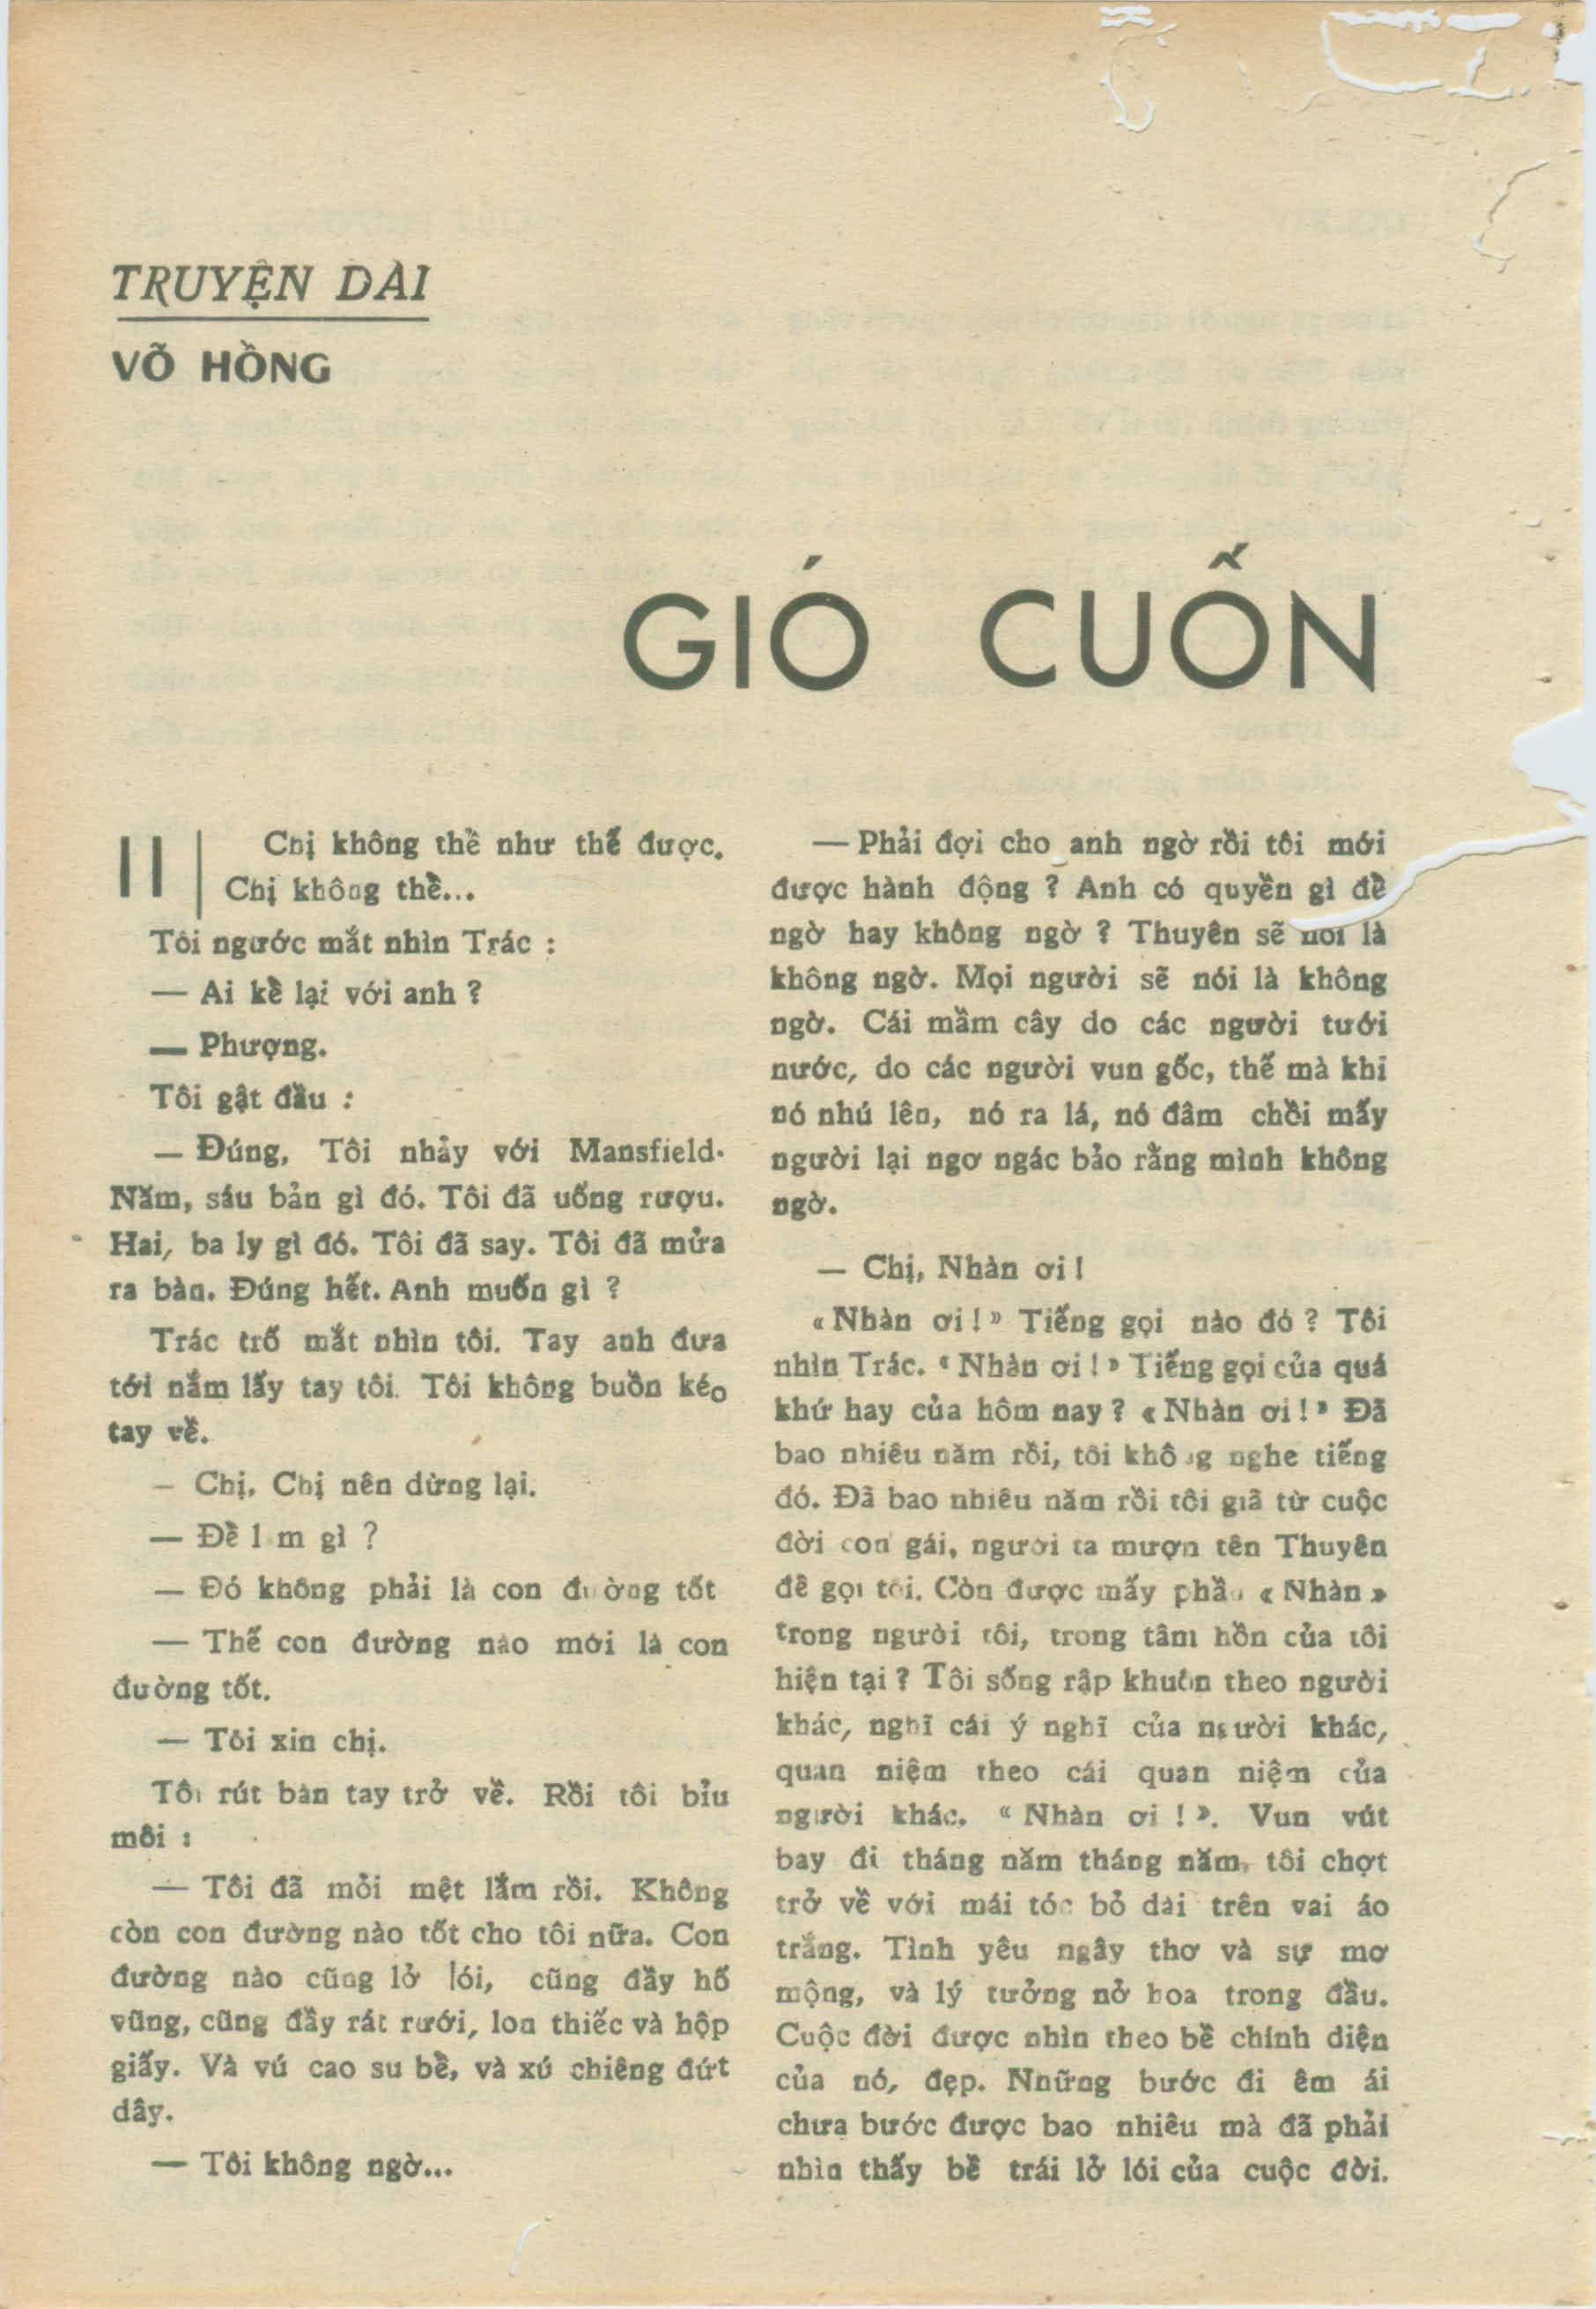 TRUYỆN DÀI
VÕ HỒNG
GIÓ CUỐN
II
Chị không thể như thế được.
Chị không thể...
Tôi ngước mắt nhìn Trác :
— Ai kể lại với anh ?
— Phượng.
Tôi gật đầu :
— Đúng, Tôi nhảy với Mansfield.
Năm, sáu bản gì đó. Tôi đã uống rượu.
Hai, ba ly gì đó. Tôi đã say. Tôi đã mửa
ra bàn. Đúng hết. Anh muốn gì ?
Trác trố mắt nhìn tôi. Tay anh đưa
tới nắm lấy tay tôi. Tôi không buồn kéo
tay về.
— Chị, Chị nên dừng lại.
— Để làm gì ?
— Đó không phải là con đường tốt
— Thế con đường nào mới là con
đường tốt.
— Tôi xin chị.
Tôi rút bàn tay trở về. Rồi tôi bỉu
môi :
— Tôi đã mỏi mệt lắm rồi. Không
còn con đường nào tốt cho tôi nữa. Con
đường nào cũng lở lói, cũng đầy hố
vũng, cũng đầy rát rưới, lon thiếc và hộp
giấy. Và vú cao su bể, và xú chiêng đứt
dây.
— Tôi không ngờ...
— Phải đợi cho anh ngờ rồi tôi mới
được hành động ? Anh có quyền gì để
ngờ hay không ngờ ? Thuyên sẽ nói là
không ngờ. Mọi người sẽ nói là không
ngờ. Cái mầm cây do các người tưới
nước, do các người vun gốc, thế mà khi
nó nhú lên, nó ra lá, nó đâm chồi mấy
người lại ngơ ngác bảo rằng mình không
ngờ.
— Chị, Nhàn ơi !
« Nhàn ơi ! » Tiếng gọi nào đó ? Tôi
nhìn Trác. « Nhàn ơi ! » Tiếng gọi của quá
khứ hay của hôm nay ? « Nhàn ơi ! » Đã
bao nhiêu năm rồi, tôi không nghe tiếng
đó. Đã bao nhiêu năm rồi tôi giã từ cuộc
đời con gái, người ta mượn tên Thuyên
để gọi tôi. Còn được mấy phần « Nhàn »
trong người tôi, trong tâm hồn của tôi
hiện tại ? Tôi sống rập khuôn theo người
khác, nghĩ cái ý nghĩ của người khác,
quan niệm theo cái quan niệm của
người khác. « Nhàn ơi ! ». Vun vút
bay đi tháng năm tháng năm, tôi chợt
trở về với mái tóc bỏ dài trên vai áo
trắng. Tình yêu ngây thơ và sự mơ
mộng, và lý tưởng nở hoa trong đầu.
Cuộc đời được nhìn theo bề chính diện
của nó, đẹp. Những bước đi êm ái
chưa bước được bao nhiêu mà đã phải
nhìn thấy bề trái lở lói của cuộc đời.